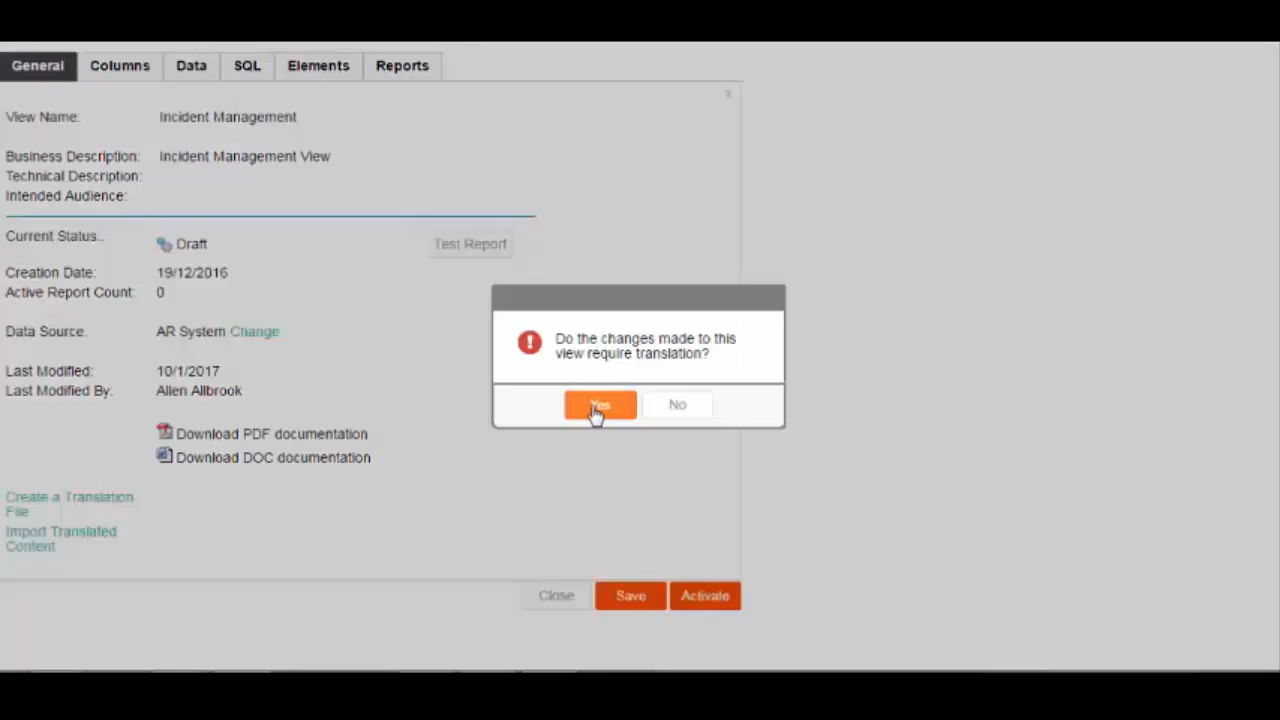 General Columns Data SQL Elements Reports
x
View Name: Incident Management
Business Description: Incident Management View
Technical Description:
Intended Audience:
Current Status.. Draft Test Report
Creation Date: 19/12/2016
Active Report Count: 0
Data Source. AR System Change
Last Modified: 10/1/2017
Last Modified By: Allen Allbrook
Download PDF documentation
Download DOC documentation
Create a Translation
File
Import Translated
Content
Do the changes made to this
view require translation?
Yes No
Close Save Activate